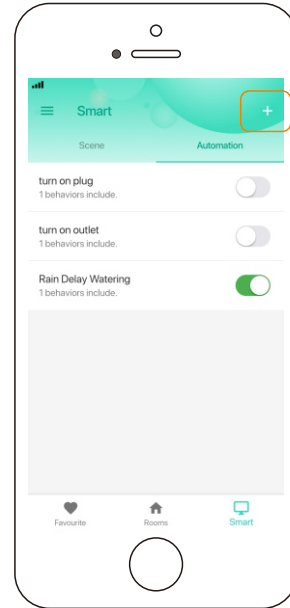 Smart
+
Scene Automation
turn on plug
1 behaviors include.
turn on outlet
1 behaviors include.
Rain Delay Watering
1 behaviors include.
Favourite Rooms Smart